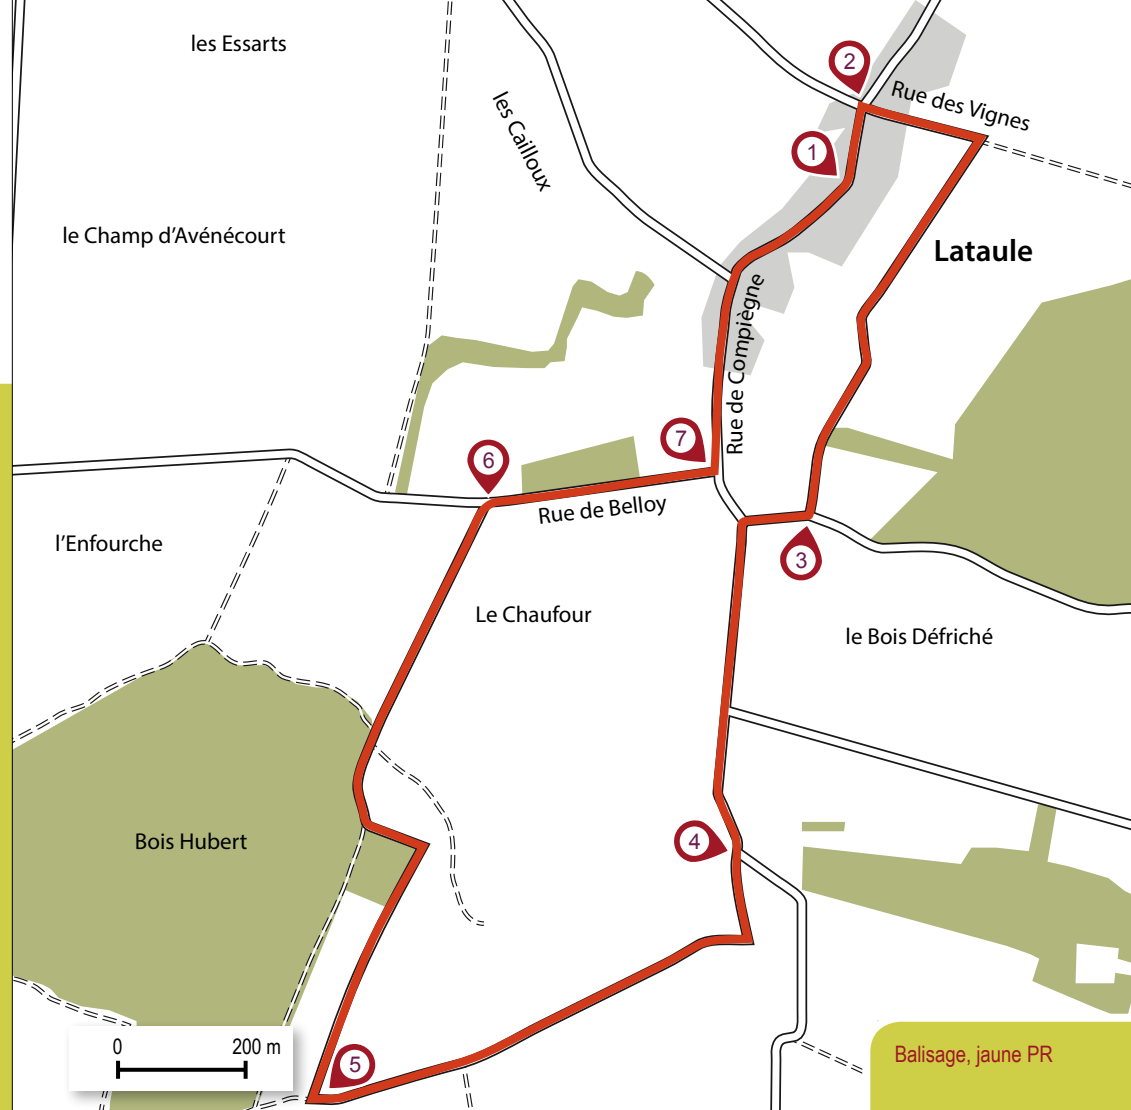 les Essarts
2
Rue des Vignes
les Cailloux
1
le Champ d'Avénécourt
Lataule
Rue de Compiègne
7
6
Rue de Belloy
l'Enfourche
3
Le Chaufour
le Bois Défriché
Bois Hubert
4
0 200 m
5
Balisage, jaune PR